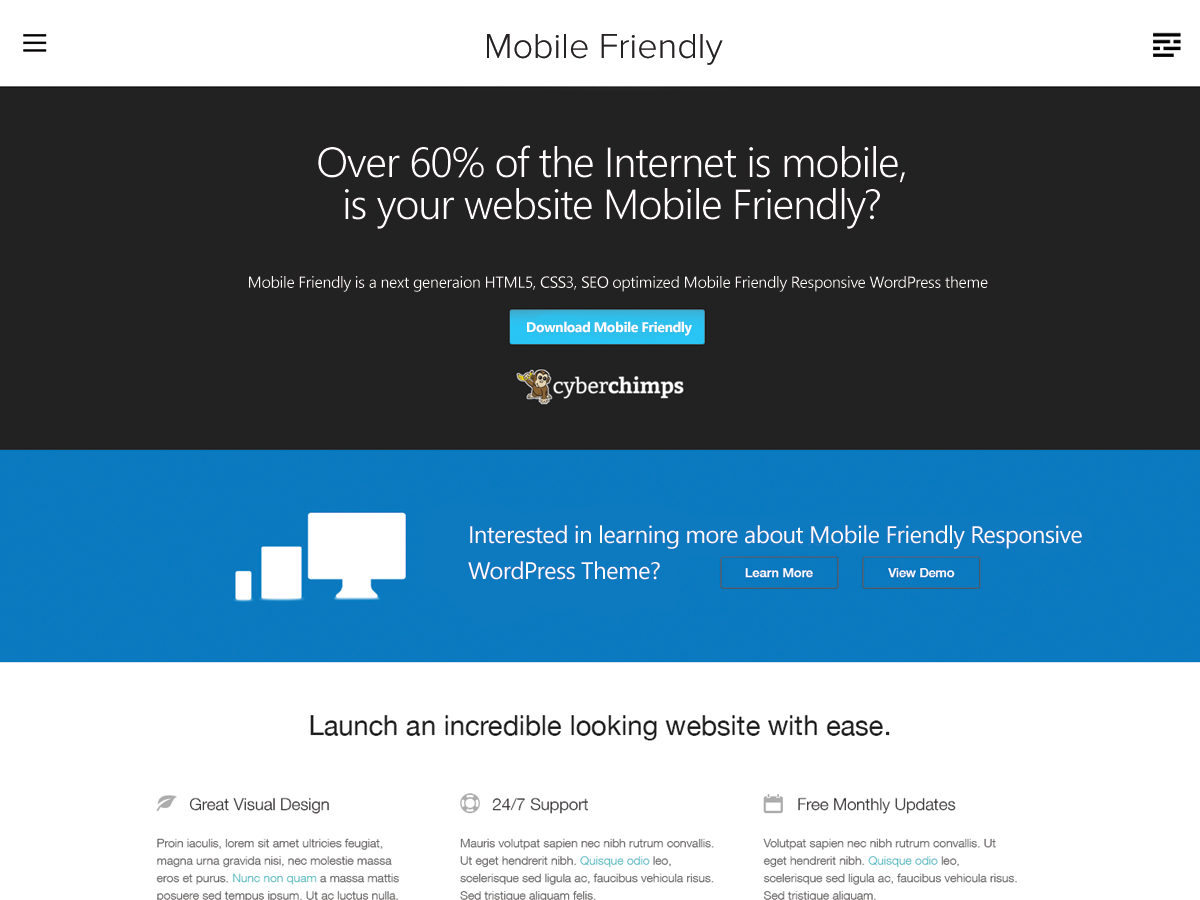 Mobile Friendly
Over 60% of the Internet is mobile,
is your website Mobile Friendly?
Mobile Friendly is a next generaion HTML5, CSS3, SEO optimized Mobile Friendly Responsive WordPress theme
Download Mobile Friendly
cyberchimps
Interested in learning more about Mobile Friendly Responsive
WordPress Theme?
Learn More
View Demo
Launch an incredible looking website with ease.
Great Visual Design
Proin iaculis, lorem sit amet ultricies feugiat,
magna urna gravida nisi, nec molestie massa
eros et purus. Nunc non quam a massa mattis
posuere sed tempus ipsum. Ut ac luctus nulla.
24/7 Support
Mauris volutpat sapien nec nibh rutrum convallis.
Ut eget hendrerit nibh. Quisque odio leo,
scelerisque sed ligula ac, faucibus vehicula risus.
Sed tristique aliquam felis.
Free Monthly Updates
Volutpat sapien nec nibh rutrum convallis. Ut
eget hendrerit nibh. Quisque odio leo,
scelerisque sed ligula ac, faucibus vehicula risus.
Sed tristique aliquam.